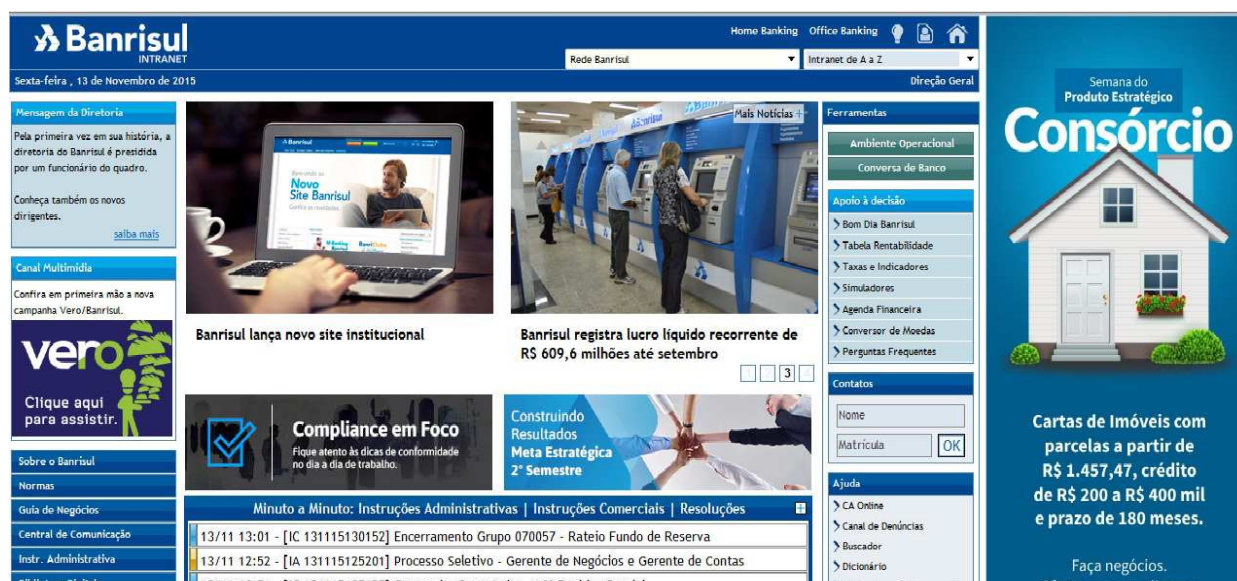 Banrisul
INTRANET
Home Banking Office Banking
Rede Banrisul
Intranet de A a Z
Sexta-feira , 13 de Novembro de 2015
Direção Geral
Mensagem da Diretoria
Pela primeira vez em sua história, a
diretoria do Banrisul é presidida
por um funcionário do quadro.
Conheça também os novos
dirigentes.
saiba mais
Canal Multimídia
Confira em primeira mão a nova
campanha Vero/Banrisul.
vero
Clique aqui
para assistir.
Sobre o Banrisul
Normas
Guia de Negócios
Central de Comunicação
Instr. Administrativa
Banrisul
Novo
Site Banrisul
Banrisul lança novo site institucional
Mais Notícias +
Banrisul
Banrisul registra lucro líquido recorrente de
R$ 609,6 milhões até setembro
1 2 3 4
Compliance em Foco
Fique atento às dicas de conformidade
no dia a dia de trabalho.
Construindo
Resultados
Meta Estratégica
2° Semestre
Minuto a Minuto: Instruções Administrativas | Instruções Comerciais | Resoluções
13/11 13:01 - [IC 131115130152] Encerramento Grupo 070057 - Rateio Fundo de Reserva
13/11 12:52 - [IA 131115125201] Processo Seletivo - Gerente de Negócios e Gerente de Contas
Ferramentas
Ambiente Operacional
Conversa de Banco
Apoio à decisão
Bom Dia Banrisul
Tabela Rentabilidade
Taxas e Indicadores
Simuladores
Agenda Financeira
Conversor de Moedas
Perguntas Frequentes
Contatos
Nome
Matrícula OK
Ajuda
CA Online
Canal de Denúncias
Buscador
Dicionário
Semana do
Produto Estratégico
Consórcio
Cartas de Imóveis com
parcelas a partir de
R$ 1.457,47, crédito
de R$ 200 a R$ 400 mil
e prazo de 180 meses.
Faça negócios.